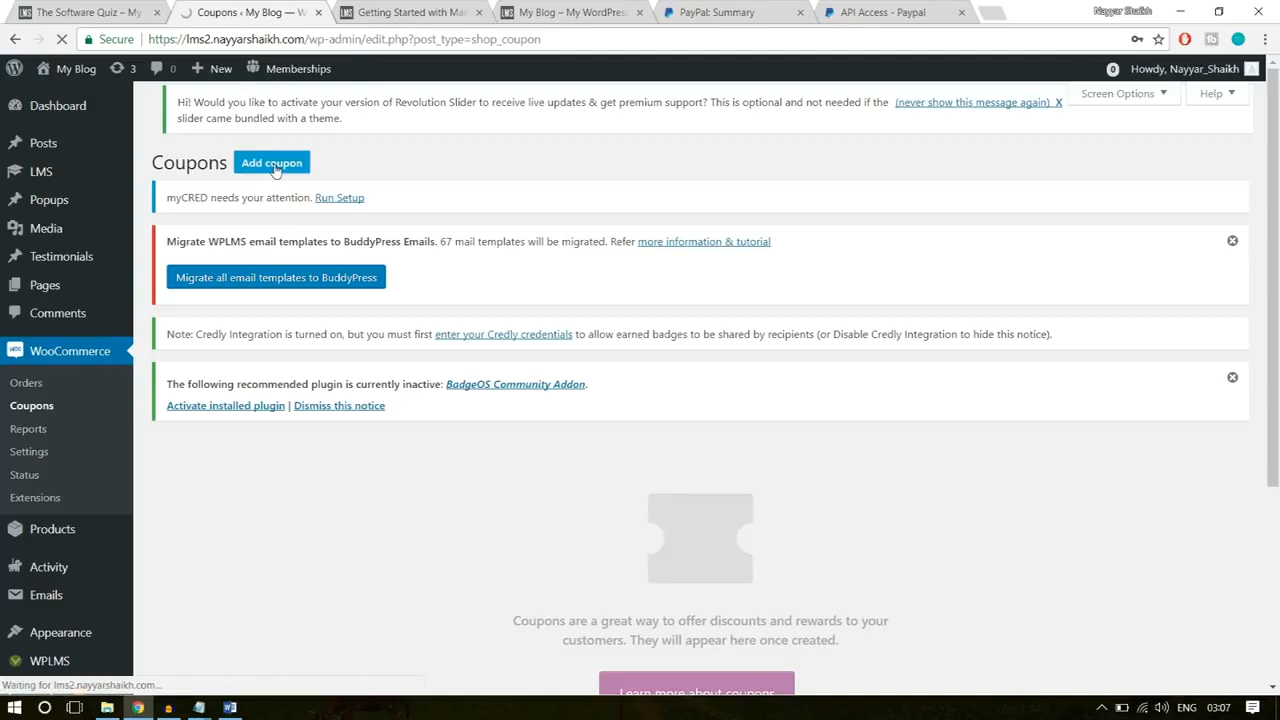 The Software Quiz – My
Coupons ‹ My Blog — W
Getting Started with Ma
My Blog – My WordPress
PayPal: Summary
API Access - Paypal
Nayyar Shaikh
Secure
https://lms2.nayyarshaikh.com/wp-admin/edit.php?post_type=shop_coupon
My Blog
3
0
New
Memberships
0
Howdy, Nayyar_Shaikh
Dashboard
Posts
LMS
Popups
Media
Testimonials
Pages
Comments
WooCommerce
Orders
Coupons
Reports
Settings
Status
Extensions
Products
Activity
Emails
Appearance
WPLMS
Hi! Would you like to activate your version of Revolution Slider to receive live updates & get premium support? This is optional and not needed if the
slider came bundled with a theme.
(never show this message again) X
Screen Options
Help
Coupons
Add coupon
myCRED needs your attention. Run Setup
Migrate WPLMS email templates to BuddyPress Emails. 67 mail templates will be migrated. Refer more information & tutorial
Migrate all email templates to BuddyPress
Note: Credly Integration is turned on, but you must first enter your Credly credentials to allow earned badges to be shared by recipients (or Disable Credly Integration to hide this notice).
The following recommended plugin is currently inactive: BadgeOS Community Addon.
Activate installed plugin | Dismiss this notice
Coupons are a great way to offer discounts and rewards to your
customers. They will appear here once created.
Learn more about coupons
Waiting for lms2.nayyarshaikh.com...
ENG
03:07